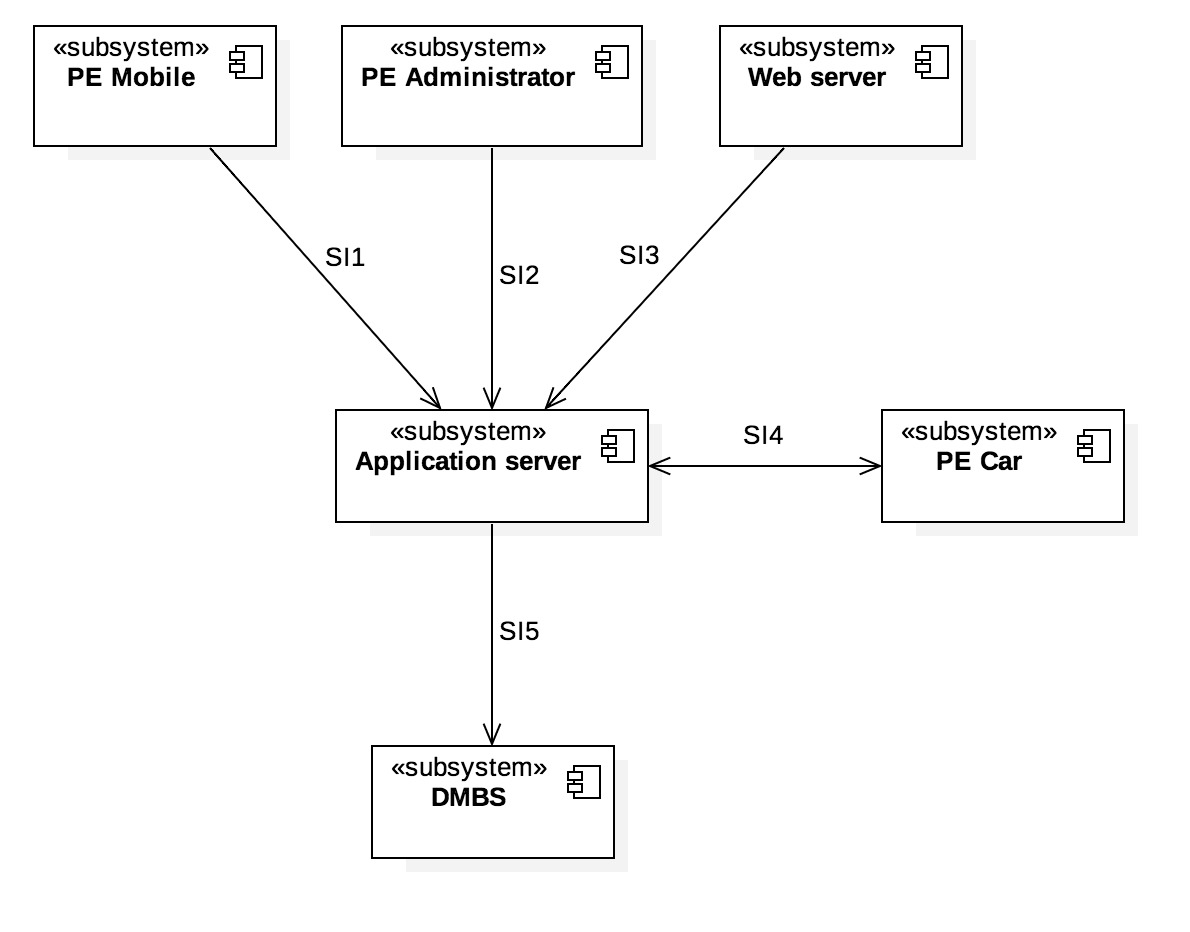 «subsystem»
PE Mobile
«subsystem»
PE Administrator
«subsystem»
Web server
SI1
SI2
SI3
«subsystem»
Application server
SI4
«subsystem»
PE Car
SI5
«subsystem»
DMBS